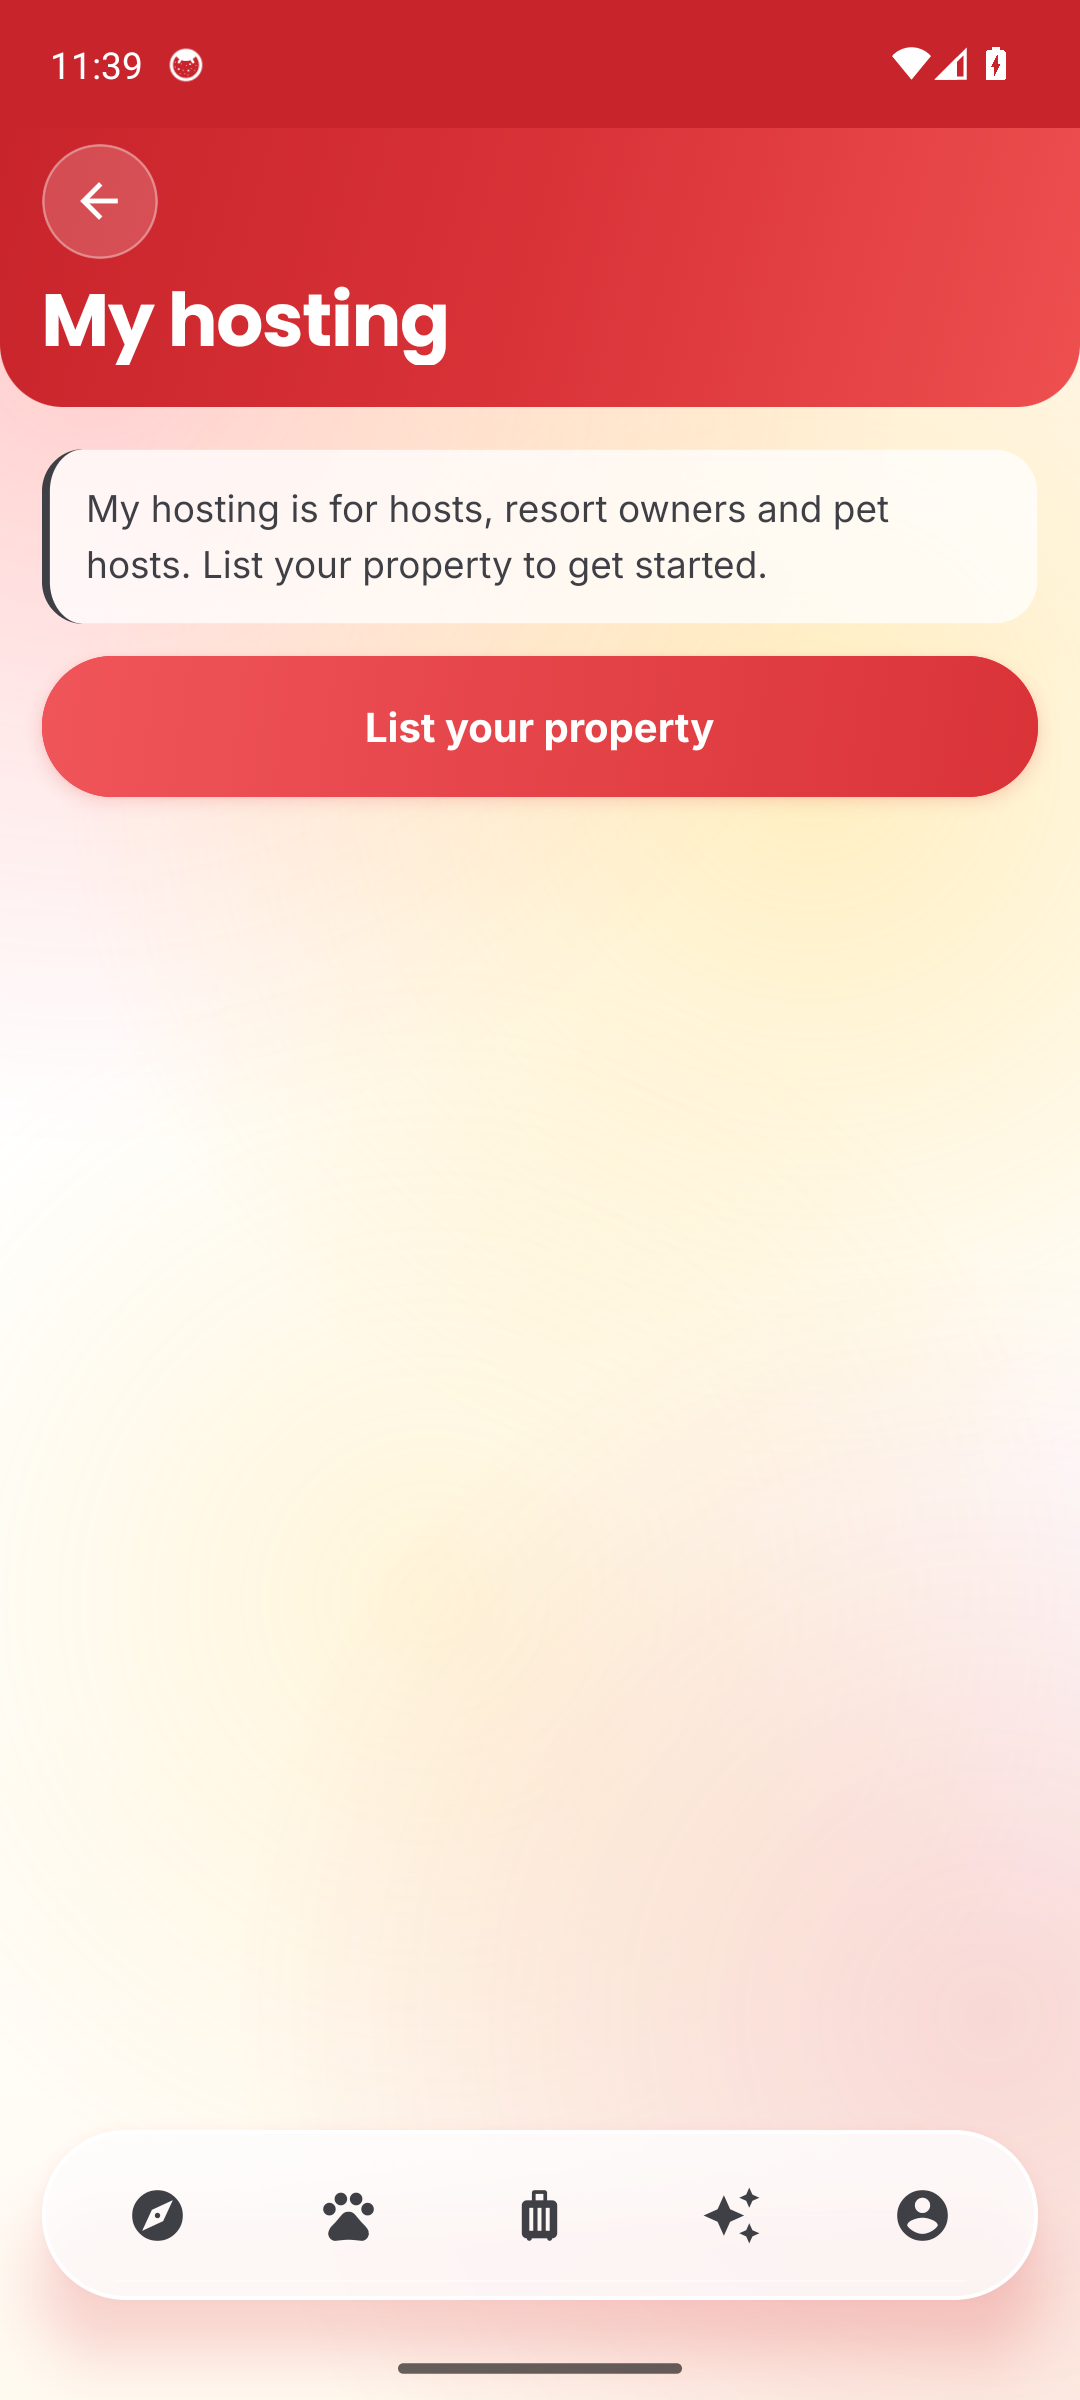 11:39
My hosting
My hosting is for hosts, resort owners and pet
hosts. List your property to get started.
List your property